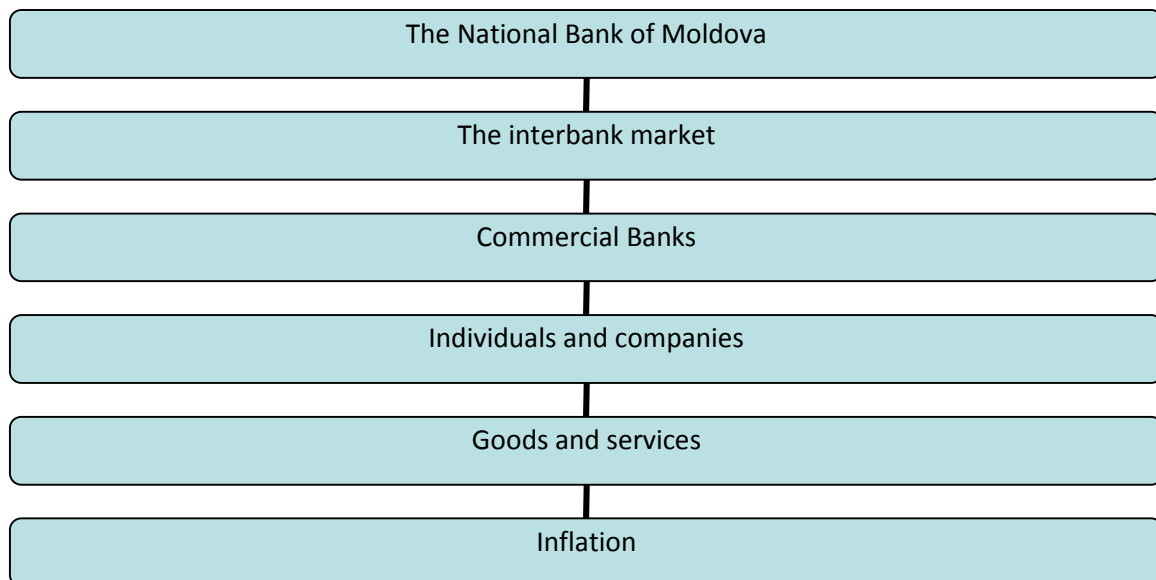 The National Bank of Moldova
The interbank market
Commercial Banks
Individuals and companies
Goods and services
Inflation